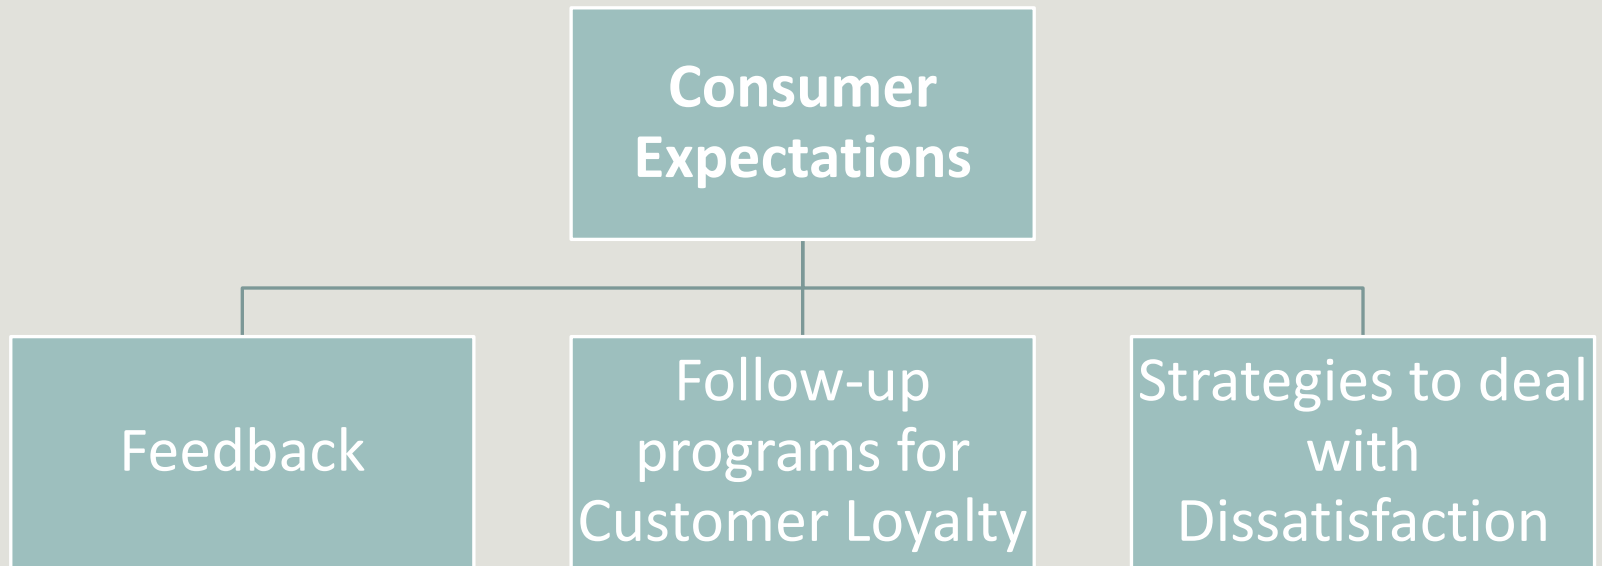 Consumer
Expectations
Feedback
Follow-up
programs for
Customer Loyalty
Strategies to deal
with
Dissatisfaction